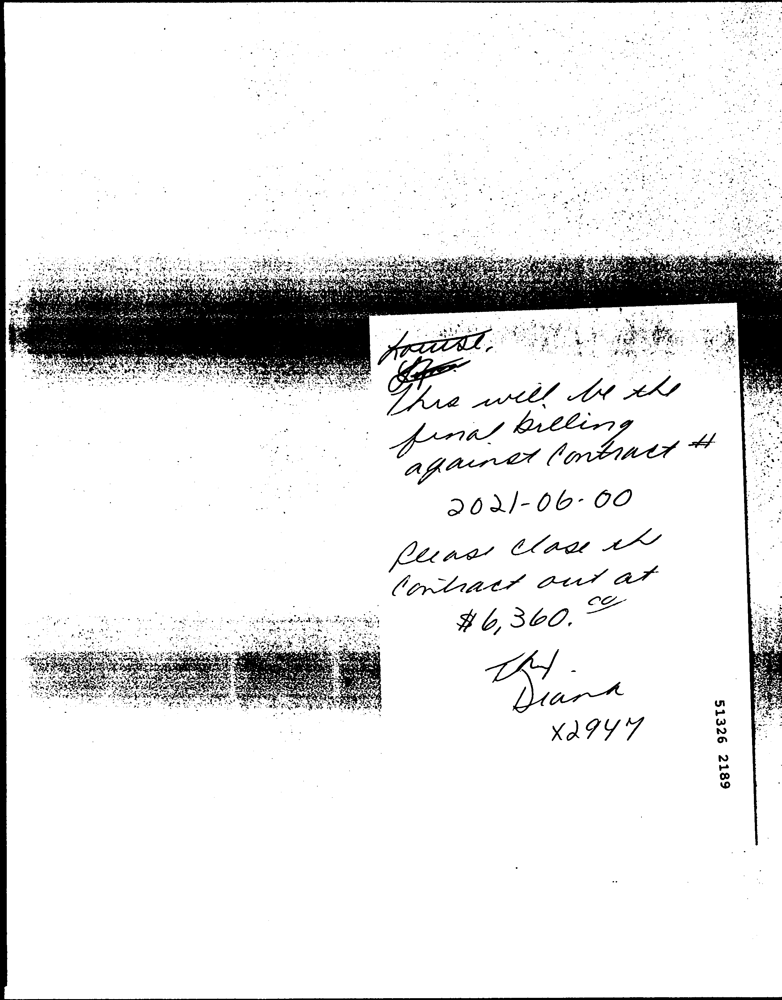 Louise,
This will be the
final billing
against Contract #
2021-06-00
Please close the
Contract out at
$6,360.00
Thx.
Diana
X2947
51326 2189